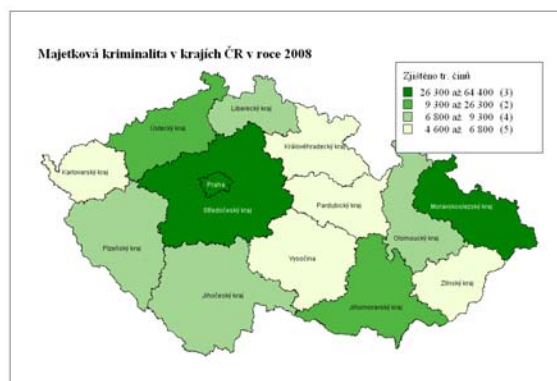 Majetková kriminalita v krajích ČR v roce 2008
Zjištěno tr. činů
26 300 až 64 400 (3)
9 300 až 26 300 (2)
6 800 až 9 300 (4)
4 600 až 6 800 (5)
Liberecký kraj
Ústecký kraj
Královéhradecký kraj
Karlovarský kraj
Praha
Středočeský kraj
Pardubický kraj
Moravskoslezský kraj
Olomoucký kraj
Plzeňský kraj
Vysočina
Zlínský kraj
Jihočeský kraj
Jihomoravský kraj